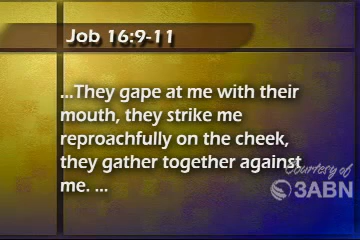 Job 16:9-11
...They gape at me with their
mouth, they strike me
reproachfully on the cheek,
they gather together against
me. ...
Courtesy of
3ABN